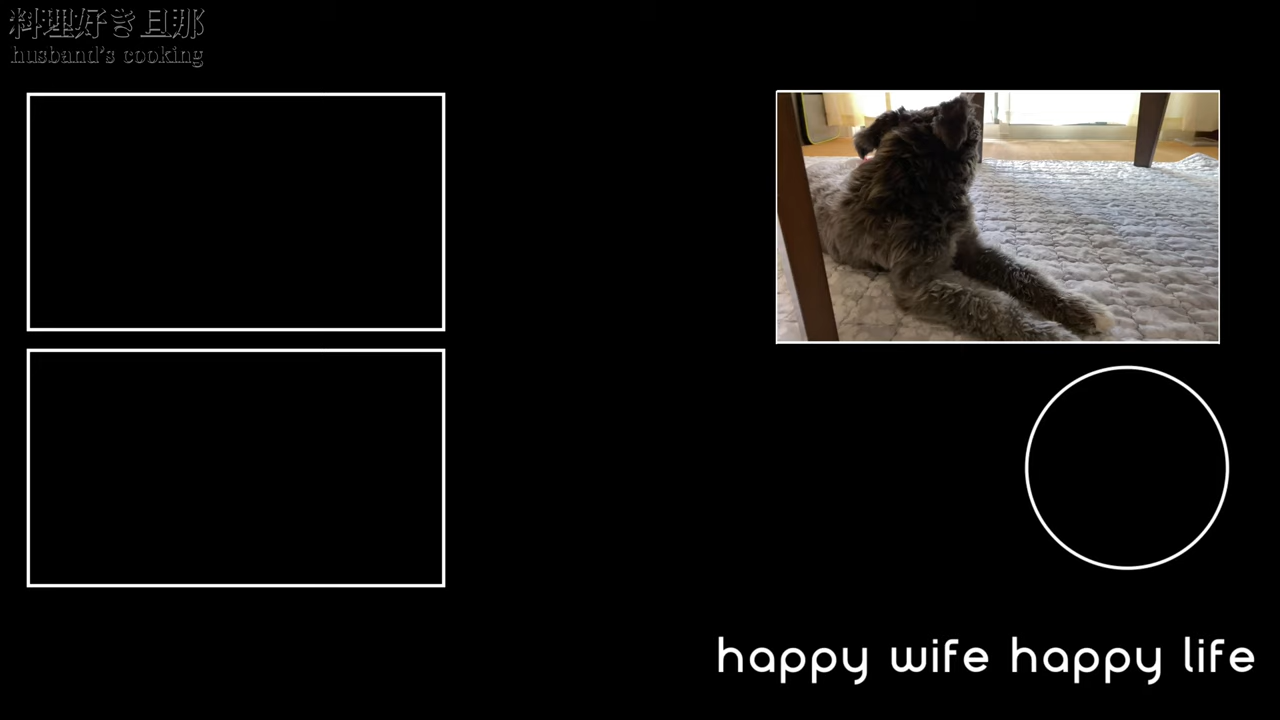 料理好き旦那
husband's cooking
happy wife happy life